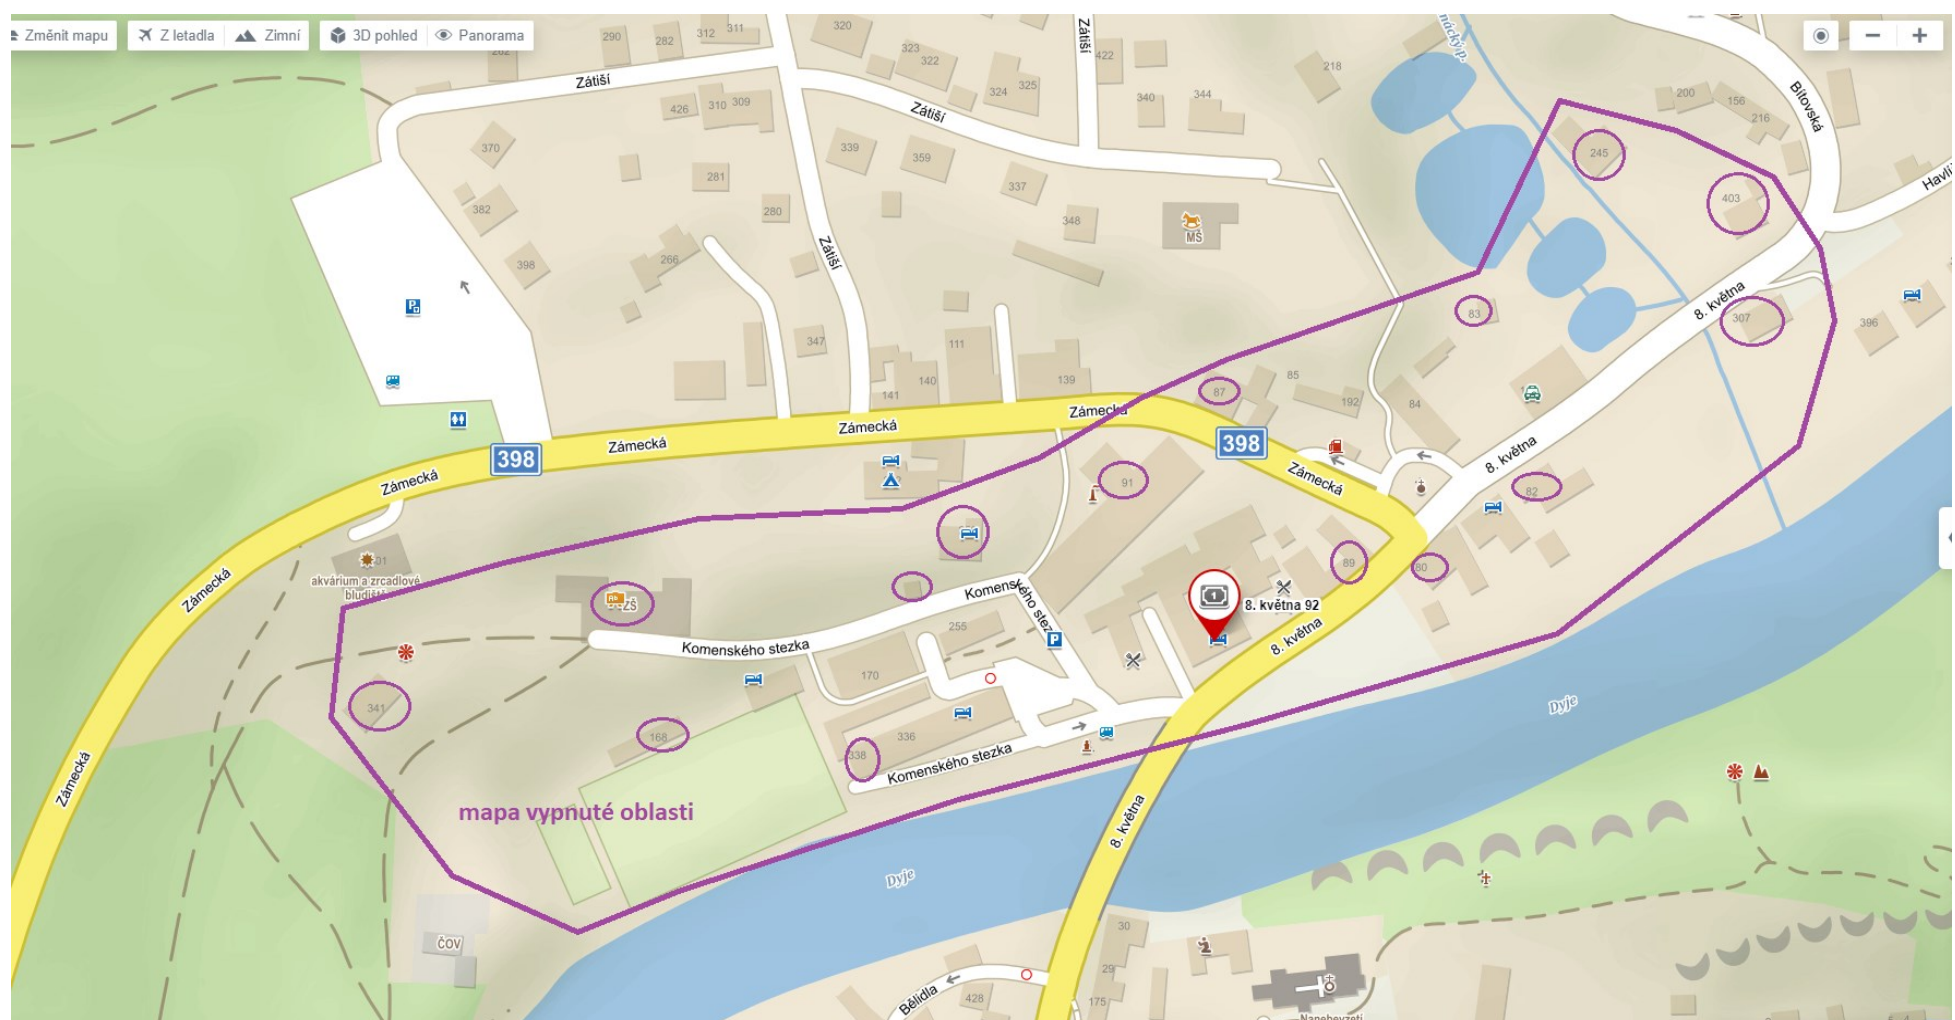 Změnit mapu
Z letadla
Zimní
3D pohled
Panorama
290
282
312
311
320
323
322
324
325
422
340
344
218
200
156
216
Zátiší
Zátiší
Zátiší
Zátiší
Bítovská
426
310
309
370
281
339
359
337
348
280
382
398
266
MŠ
245
403
307
83
396
8. května
347
111
140
141
139
87
85
192
84
Zámecká
Zámecká
Zámecká
Zámecká
Zámecká
Zámecká
Zámecká
398
398
8. května
91
82
89
80
akvárium a zrcadlové
ZŠ
8. května 92
8. května
Komenského stezka
255
170
341
168
338
336
Komenského stezka
mapa vypnuté oblasti
8. května
Dyje
Dyje
ČOV
30
29
175
428
Bělidla